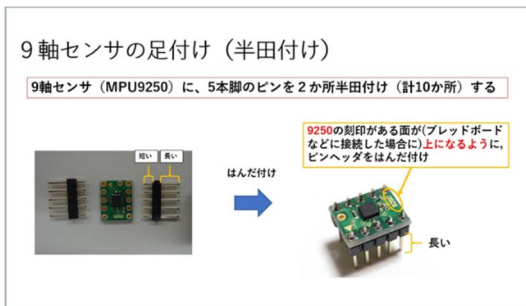 ９軸センサの足付け（半田付け）
9軸センサ（MPU9250）に、5本脚のピンを２か所半田付け（計10か所）する
短い
長い
はんだ付け
9250の刻印がある面が(ブレッドボード
などに接続した場合に)上になるように,
ピンヘッダをはんだ付け
長い